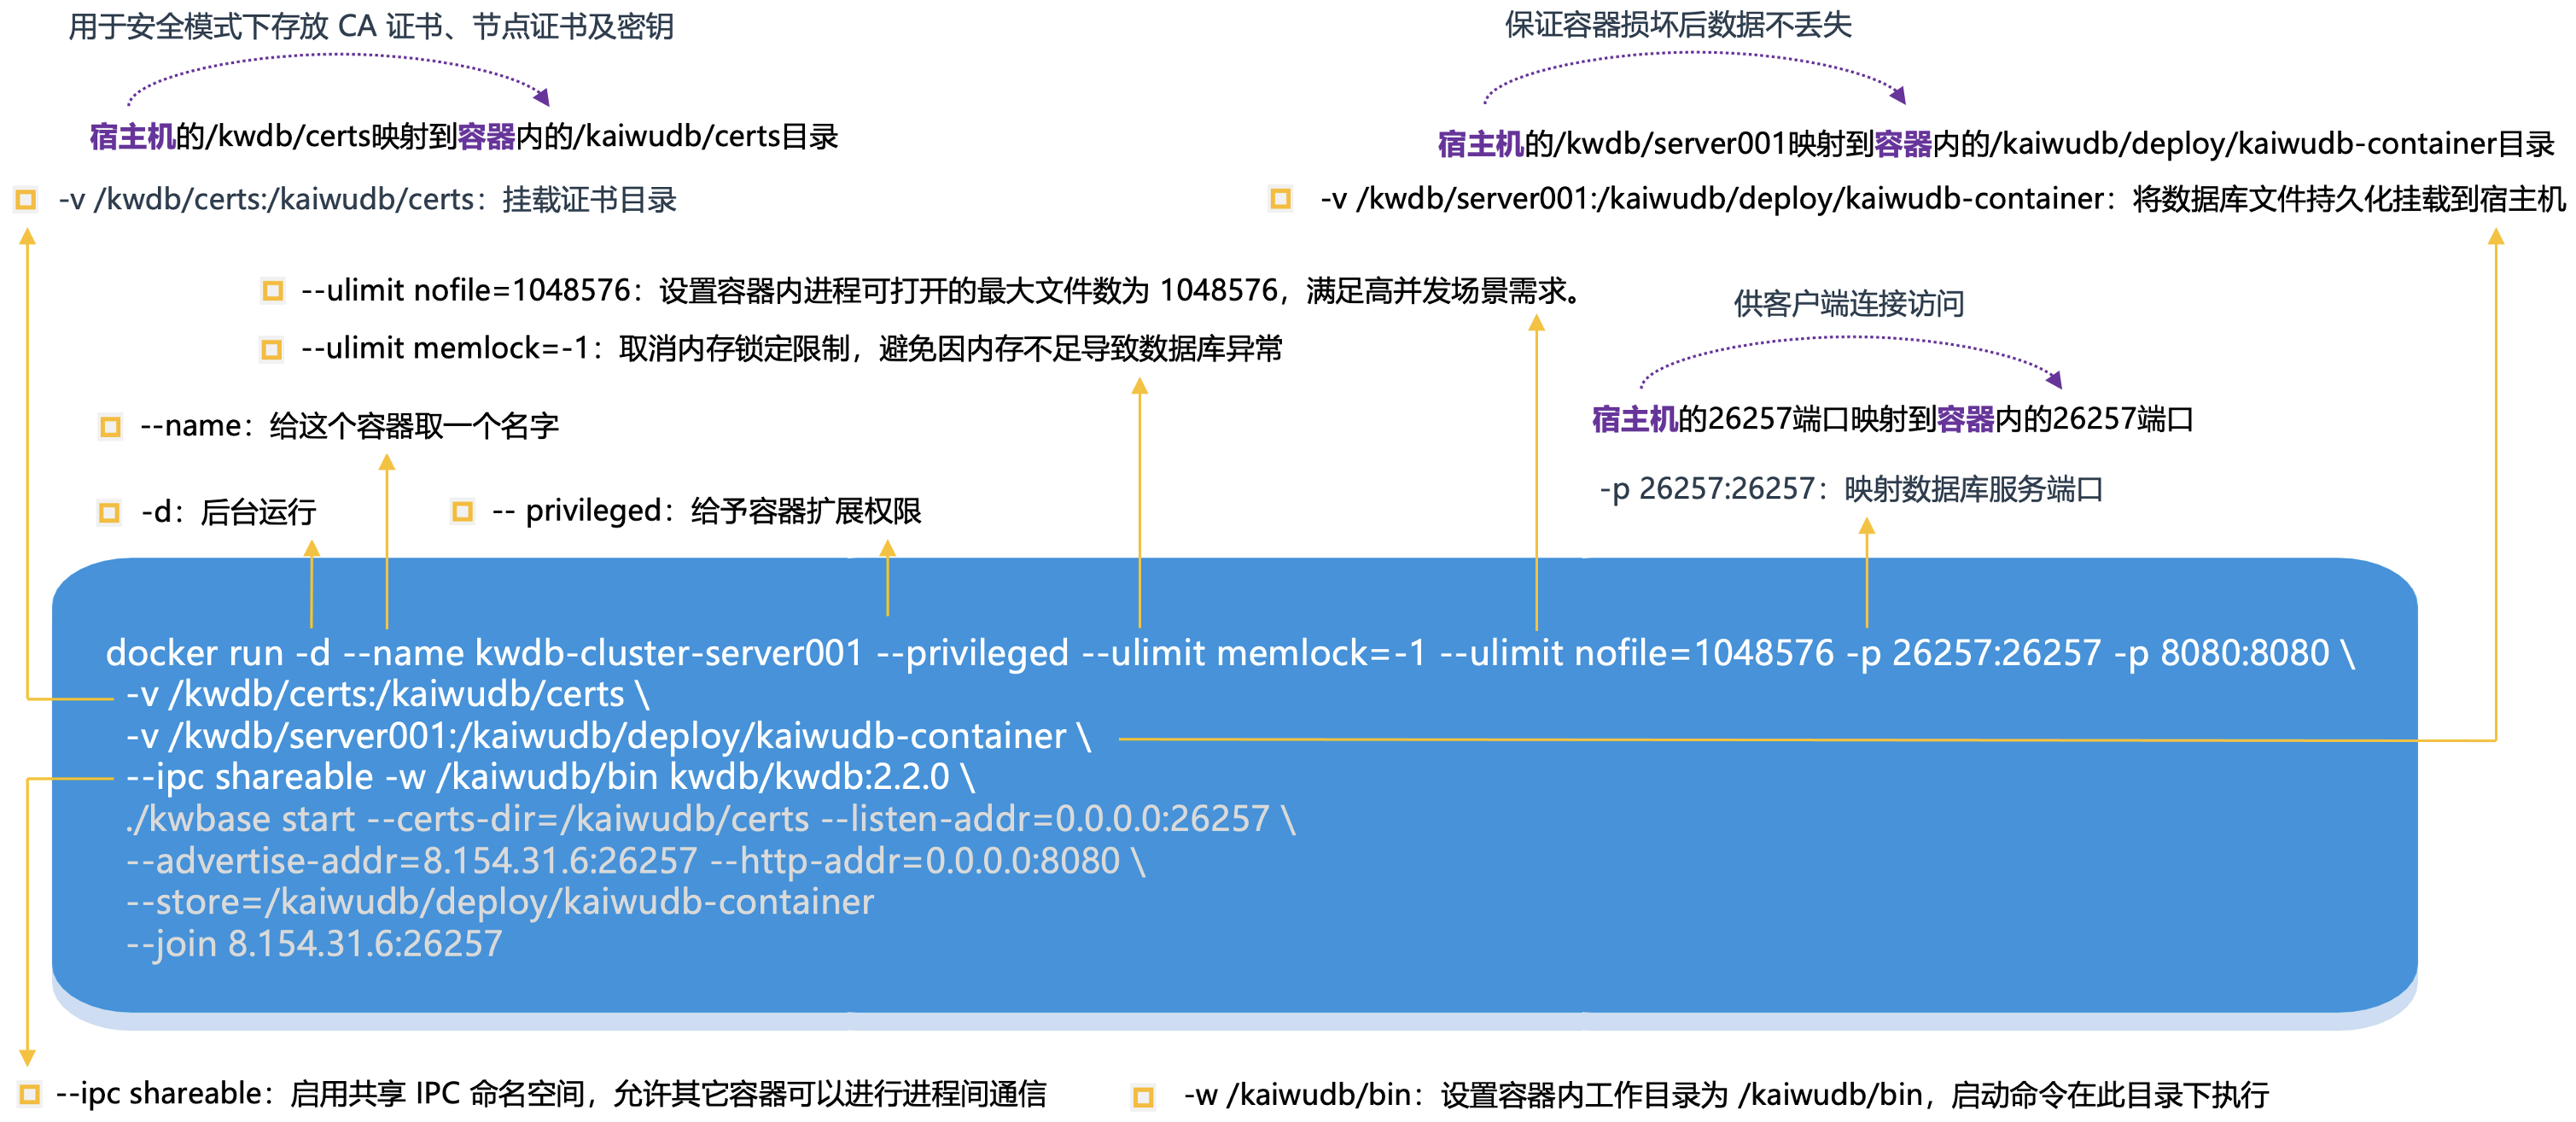 用于安全模式下存放 CA 证书、节点证书及密钥
保证容器损坏后数据不丢失
宿主机的/kwdb/certs映射到容器内的/kaiwudb/certs目录
宿主机的/kwdb/server001映射到容器内的/kaiwudb/deploy/kaiwudb-container目录
-v /kwdb/certs:/kaiwudb/certs：挂载证书目录
-v /kwdb/server001:/kaiwudb/deploy/kaiwudb-container：将数据库文件持久化挂载到宿主机
--ulimit nofile=1048576：设置容器内进程可打开的最大文件数为 1048576，满足高并发场景需求。
供客户端连接访问
--ulimit memlock=-1：取消内存锁定限制，避免因内存不足导致数据库异常
--name：给这个容器取一个名字
宿主机的26257端口映射到容器内的26257端口
-p 26257:26257：映射数据库服务端口
-d：后台运行
-- privileged：给予容器扩展权限
docker run -d --name kwdb-cluster-server001 --privileged --ulimit memlock=-1 --ulimit nofile=1048576 -p 26257:26257 -p 8080:8080 \
-v /kwdb/certs:/kaiwudb/certs \
-v /kwdb/server001:/kaiwudb/deploy/kaiwudb-container \
--ipc shareable -w /kaiwudb/bin kwdb/kwdb:2.2.0 \
./kwbase start --certs-dir=/kaiwudb/certs --listen-addr=0.0.0.0:26257 \
--advertise-addr=8.154.31.6:26257 --http-addr=0.0.0.0:8080 \
--store=/kaiwudb/deploy/kaiwudb-container
--join 8.154.31.6:26257
--ipc shareable：启用共享 IPC 命名空间，允许其它容器可以进行进程间通信
-w /kaiwudb/bin：设置容器内工作目录为 /kaiwudb/bin，启动命令在此目录下执行